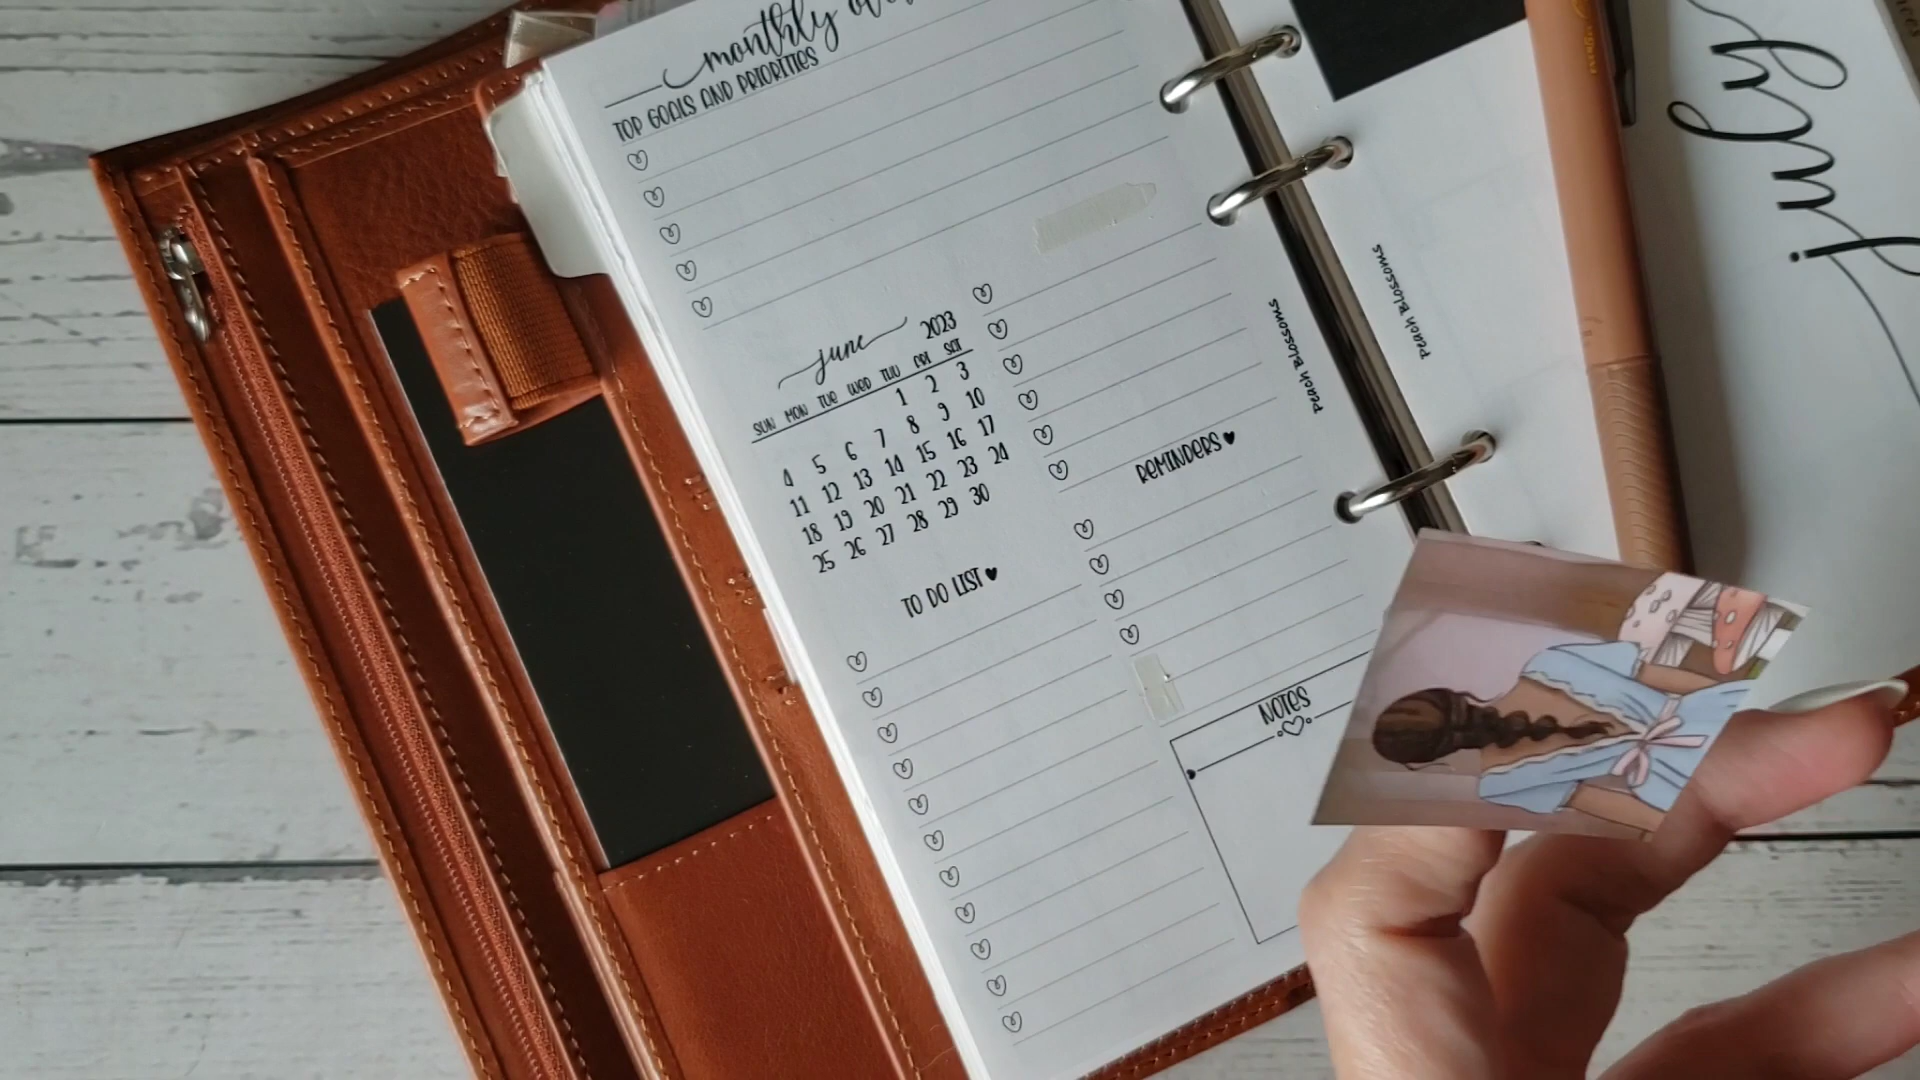 monthly
TOP GOALS AND PRIORITIES
june 2023
SUN MON TUE WED THU FRI SAT
1 2 3
4 5 6 7 8 9 10
11 12 13 14 15 16 17
18 19 20 21 22 23 24
25 26 27 28 29 30
TO DO LIST
REMINDERS
NOTES
Peach Blossoms
Peach Blossoms
july